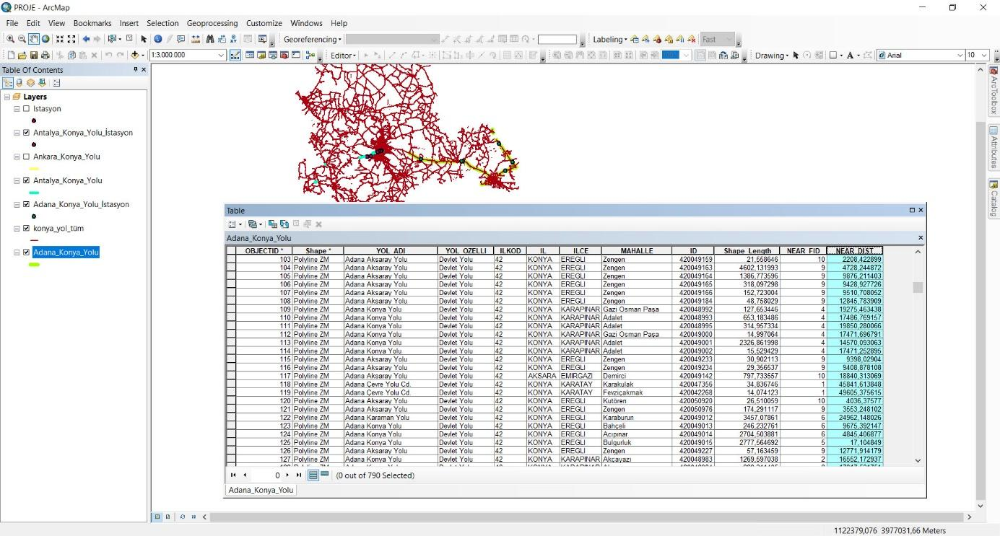 PROJE - ArcMap
File Edit View Bookmarks Insert Selection Geoprocessing Customize Windows Help
Georeferencing Labeling Fast
1:3.000.000 Editor Drawing Arial 10
Table Of Contents
Layers
Istasyon
Antalya_Konya_Yolu_İstasyon
Ankara_Konya_Yolu
Antalya_Konya_Yolu
Adana_Konya_Yolu_İstasyon
konya_yol_tüm
Adana_Konya_Yolu
ArcToolbox
Attributes
Catalog
Table
Adana_Konya_Yolu
OBJECTID * Shape * YOL_ADI YOL_OZELLI ILKOD IL ILCE MAHALLE ID Shape_Length NEAR_FID NEAR_DIST
103 Polyline ZM Adana Aksaray Yolu Devlet Yolu 42 KONYA EREGLI Zengen 420049159 21,558646 10 2208,422899
104 Polyline ZM Adana Aksaray Yolu Devlet Yolu 42 KONYA EREGLI Zengen 420049163 4602,131993 9 4728,244872
105 Polyline ZM Adana Aksaray Yolu Devlet Yolu 42 KONYA EREGLI Zengen 420049164 1386,773596 9 9876,211403
106 Polyline ZM Adana Aksaray Yolu Devlet Yolu 42 KONYA EREGLI Zengen 420049165 318,097298 9 9428,927726
107 Polyline ZM Adana Aksaray Yolu Devlet Yolu 42 KONYA EREGLI Zengen 420049166 152,723004 9 9510,708052
108 Polyline ZM Adana Aksaray Yolu Devlet Yolu 42 KONYA EREGLI Zengen 420049184 48,758029 9 12845,783909
109 Polyline ZM Adana Konya Yolu Devlet Yolu 42 KONYA KARAPINAR Gazi Osman Paşa 420048992 127,653446 4 19275,463438
110 Polyline ZM Adana Konya Yolu Devlet Yolu 42 KONYA KARAPINAR Adalet 420048993 653,183486 4 17486,769157
111 Polyline ZM Adana Konya Yolu Devlet Yolu 42 KONYA KARAPINAR Adalet 420048995 314,957334 4 19850,280066
112 Polyline ZM Adana Konya Yolu Devlet Yolu 42 KONYA KARAPINAR Gazi Osman Paşa 420049000 14,997064 4 17471,696791
113 Polyline ZM Adana Konya Yolu Devlet Yolu 42 KONYA KARAPINAR Adalet 420049001 2326,861998 4 14570,093063
114 Polyline ZM Adana Konya Yolu Devlet Yolu 42 KONYA KARAPINAR Adalet 420049002 15,529429 4 17471,252895
115 Polyline ZM Adana Aksaray Yolu Devlet Yolu 42 KONYA EREGLI Zengen 420049233 30,902113 9 9398,02904
116 Polyline ZM Adana Aksaray Yolu Devlet Yolu 42 KONYA EREGLI Zengen 420049234 29,356537 9 9408,878108
117 Polyline ZM Adana Aksaray Yolu Devlet Yolu 42 AKSARA EMIRGAZI Demirci 420049142 797,733557 10 18840,313069
118 Polyline ZM Adana Çevre Yolu Cd. Devlet Yolu 42 KONYA KARATAY Karakulak 420047356 34,836746 1 45841,613848
119 Polyline ZM Adana Çevre Yolu Cd. Devlet Yolu 42 KONYA KARATAY Fevziçakmak 420042268 14,074123 1 49605,375615
120 Polyline ZM Adana Aksaray Yolu Devlet Yolu 42 KONYA EREGLI Kutören 420050920 26,510059 10 4036,37577
121 Polyline ZM Adana Aksaray Yolu Devlet Yolu 42 KONYA EREGLI Zengen 420050976 174,291117 9 3553,248102
122 Polyline ZM Adana Karaman Yolu Devlet Yolu 42 KONYA EREGLI Karaburun 420049012 3457,07861 6 24962,148026
123 Polyline ZM Adana Konya Yolu Devlet Yolu 42 KONYA EREGLI Bahçeli 420049013 246,232761 6 9675,392147
124 Polyline ZM Adana Konya Yolu Devlet Yolu 42 KONYA EREGLI Acıpınar 420049014 2704,503881 6 4845,406877
125 Polyline ZM Adana Konya Yolu Devlet Yolu 42 KONYA EREGLI Bulgurluk 420049015 2777,564692 5 17,104849
126 Polyline ZM Adana Aksaray Yolu Devlet Yolu 42 KONYA EREGLI Zengen 420049227 57,163459 9 12771,914179
127 Polyline ZM Adana Konya Yolu Devlet Yolu 42 KONYA KARAPINAR Akçayazı 420048983 1269,597038 2 16552,172937
0 (0 out of 790 Selected)
Adana_Konya_Yolu
1122379,076 3977031,66 Meters